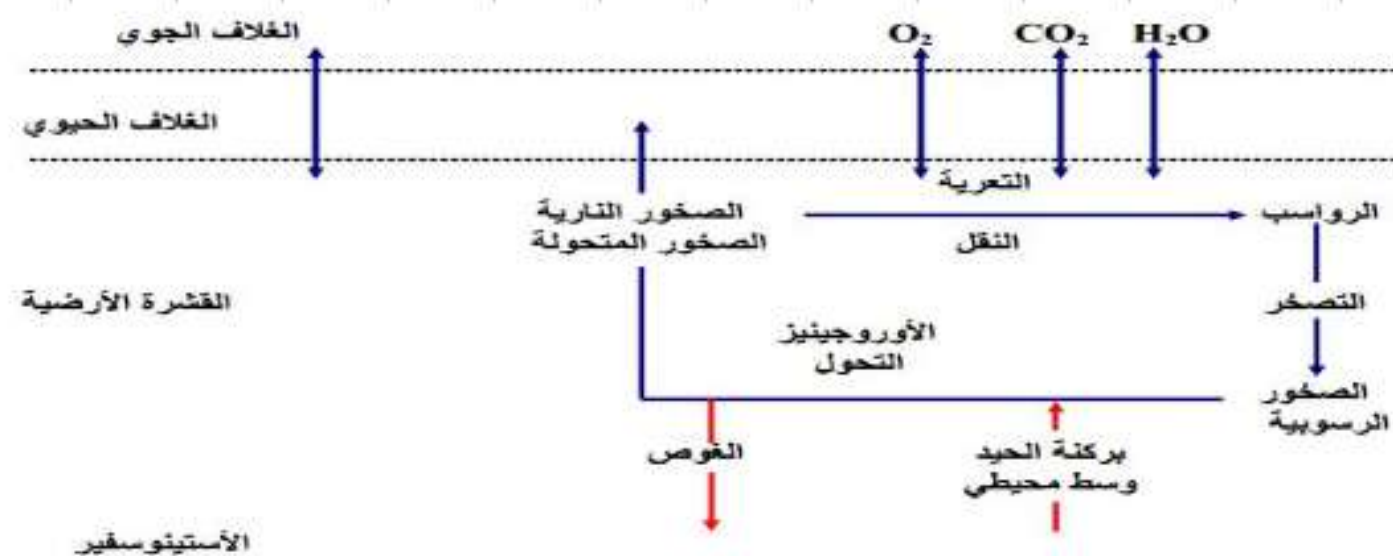 الغلاف الجوي
O₂ CO₂ H₂O
الغلاف الحيوي
التعرية
الصخور النارية
الصخور المتحولة
النقل
الرواسب
القشرة الأرضية
التصخر
الأوروجينيز
التحول
الصخور
الرسوبية
الغوص
بركنة الحيد
وسط محيطي
الأستينوسفير